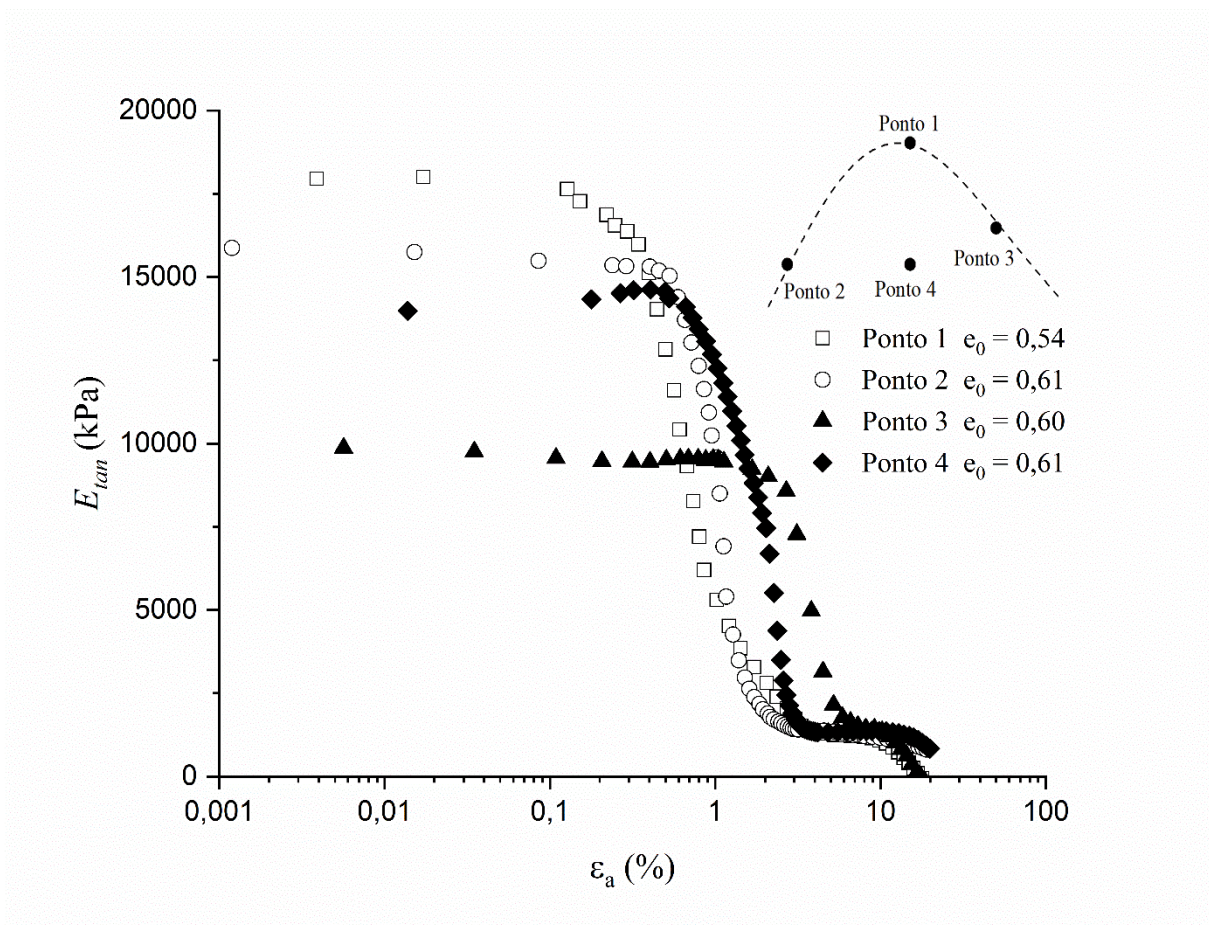 20000
15000
10000
5000
0
E_tan (kPa)
0,001
0,01
0,1
1
10
100
ε_a (%)
Ponto 1
Ponto 3
Ponto 2
Ponto 4
Ponto 1 e_0 = 0,54
Ponto 2 e_0 = 0,61
Ponto 3 e_0 = 0,60
Ponto 4 e_0 = 0,61